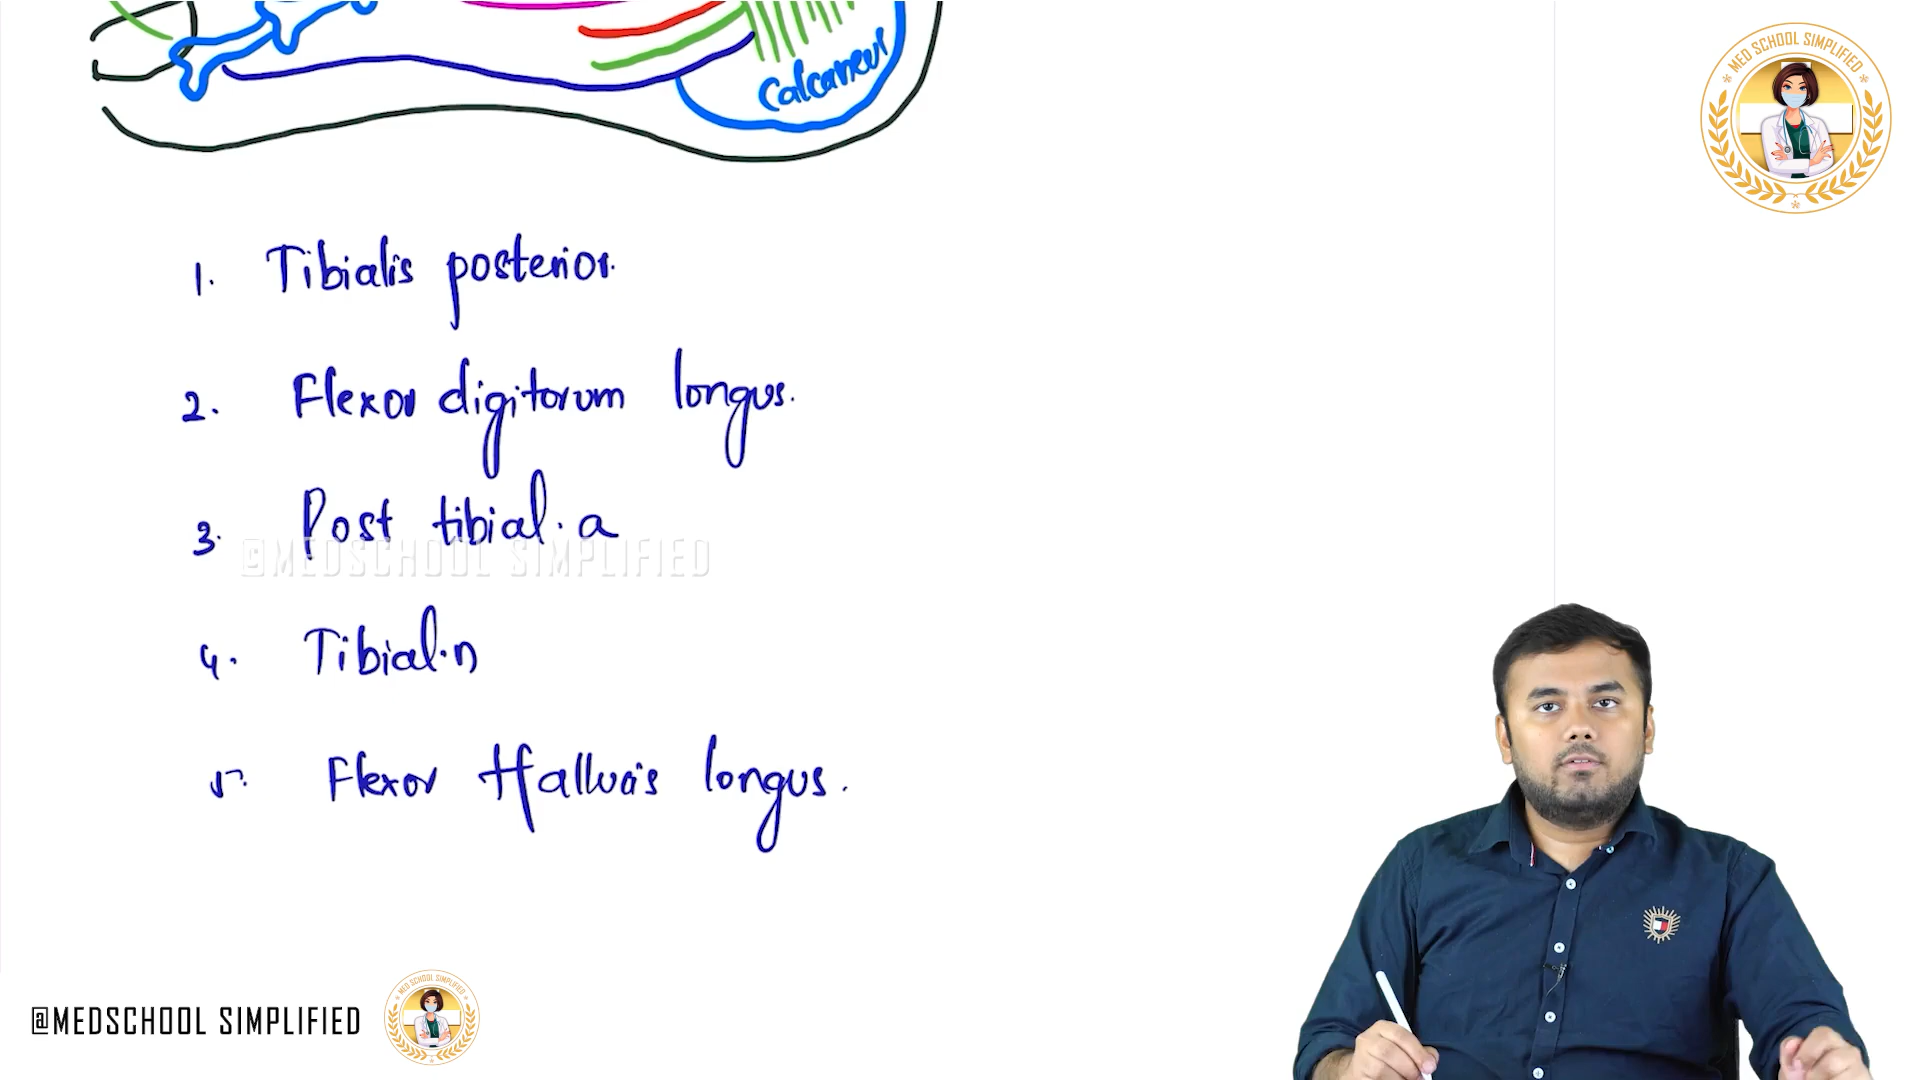 MED SCHOOL SIMPLIFIED
Calcaneus
1. Tibialis posterior.
2. Flexor digitorum longus.
3. Post tibial. a
@MEDSCHOOL SIMPLIFIED
4. Tibial.n
5. Flexor Hallucis longus.
@MEDSCHOOL SIMPLIFIED
MED SCHOOL SIMPLIFIED